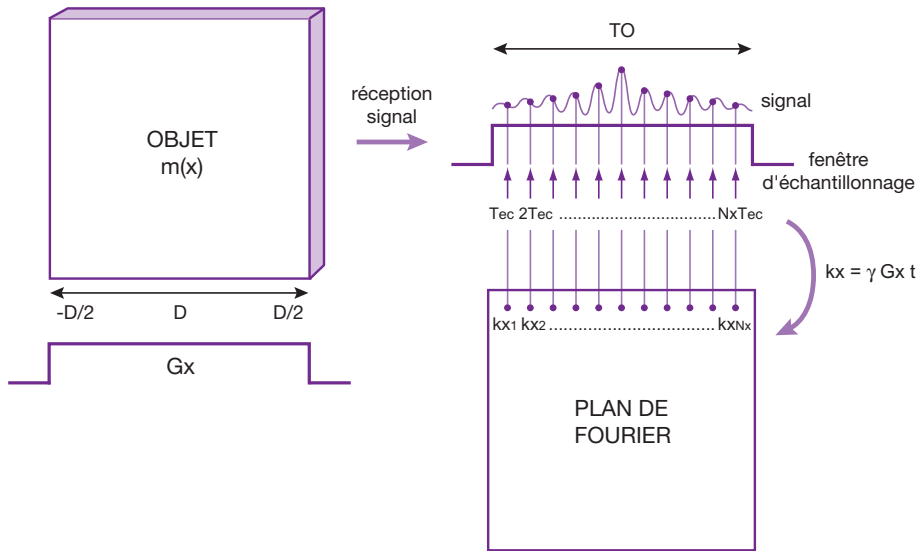 OBJET
m(x)
-D/2 D D/2
Gx
réception
signal
TO
signal
fenêtre
d'échantillonnage
Tec 2Tec ................................... NxTec
kx = γ Gx t
kx1 kx2 ................................... kxNx
PLAN DE
FOURIER